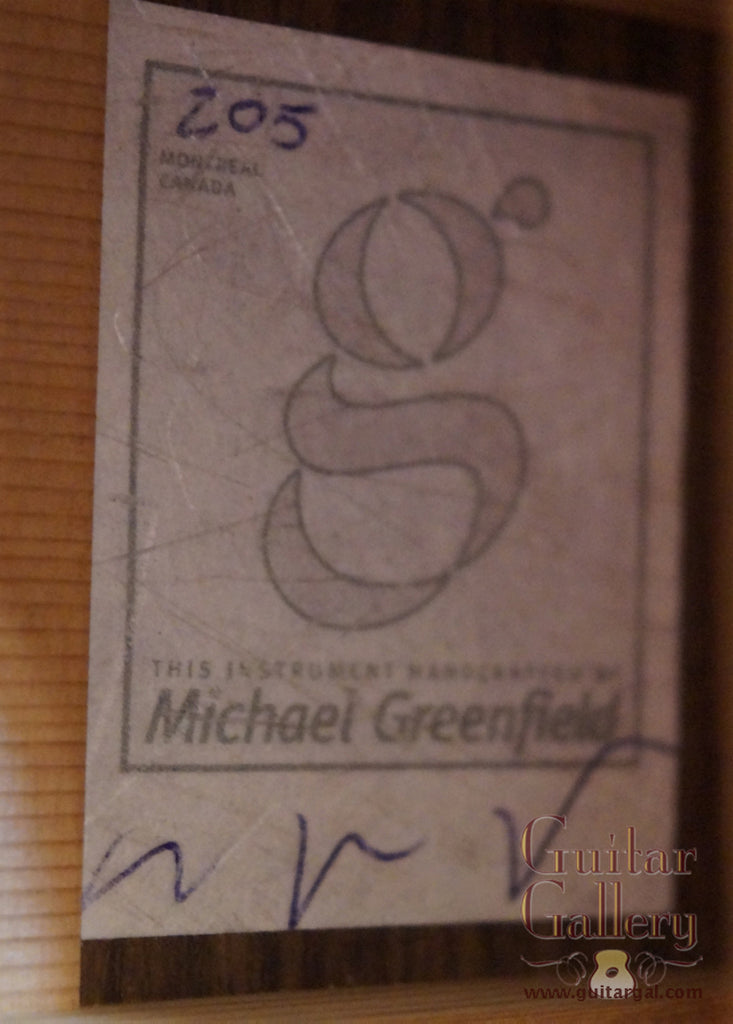 205
MONTREAL
CANADA
g
THIS INSTRUMENT HANDCRAFTED BY
Michael Greenfield
Guitar
Gallery
www.guitargal.com